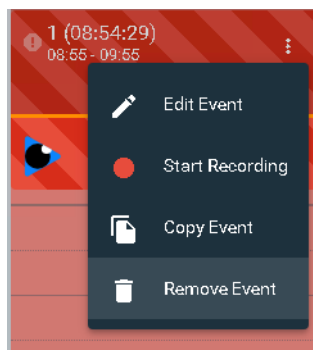 1 (08:54:29)
08:55 - 09:55
Edit Event
Start Recording
Copy Event
Remove Event